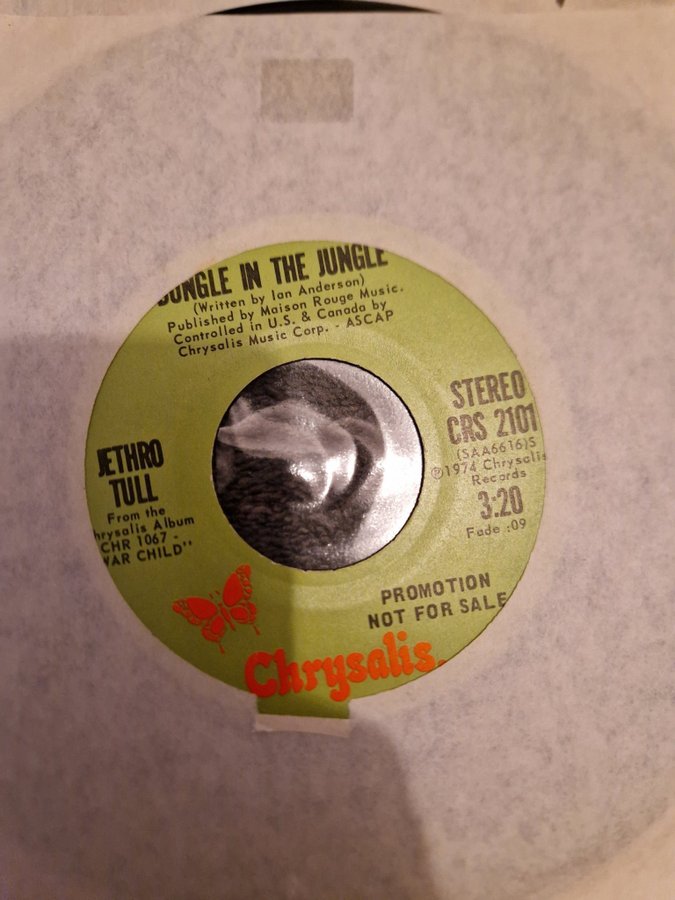 BUNGLE IN THE JUNGLE
(Written by Ian Anderson)
Published by Maison Rouge Music.
Controlled in U.S. & Canada by
Chrysalis Music Corp. - ASCAP
STEREO
CRS 2101
(SAA6616)S
℗1974 Chrysalis
Records
3:20
Fade :09
JETHRO
TULL
From the
hrysalis Album
CHR 1067 -
WAR CHILD"
PROMOTION
NOT FOR SALE
Chrysalis.